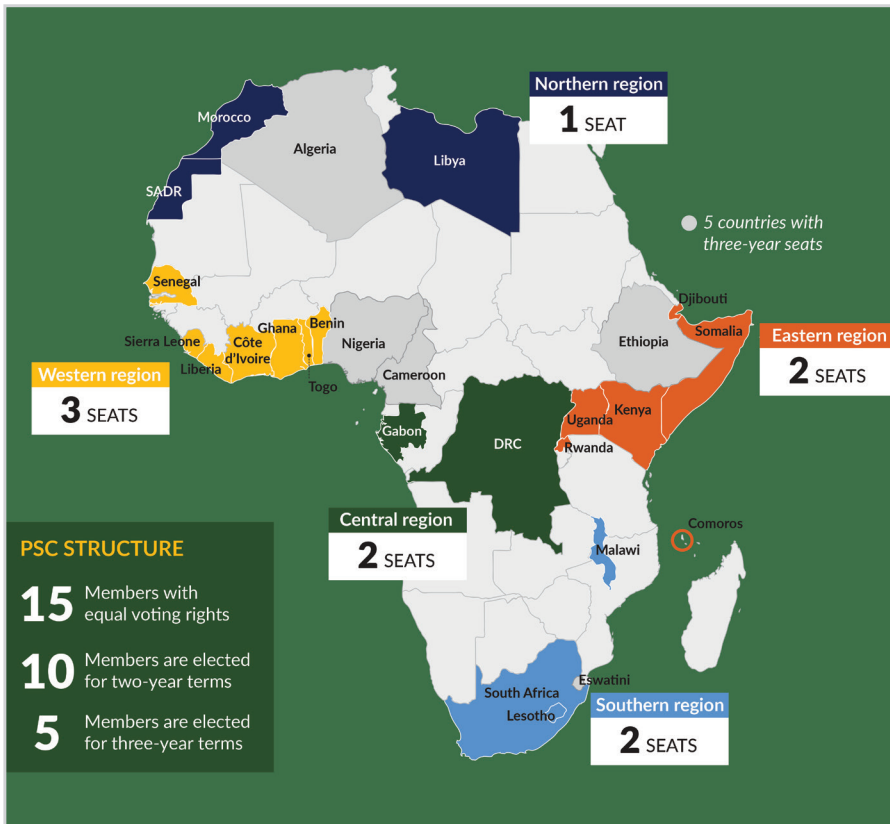 Northern region
1 SEAT
Morocco
Algeria
Libya
SADR
5 countries with
three-year seats
Senegal
Djibouti
Somalia
Ghana
Benin
Sierra Leone
Côte
d'Ivoire
Nigeria
Ethiopia
Eastern region
2 SEATS
Liberia
Togo
Cameroon
Western region
3 SEATS
Uganda
Kenya
Gabon
DRC
Rwanda
Central region
2 SEATS
Comoros
Malawi
PSC STRUCTURE
15 Members with
equal voting rights
10 Members are elected
for two-year terms
5 Members are elected
for three-year terms
Eswatini
South Africa
Lesotho
Southern region
2 SEATS